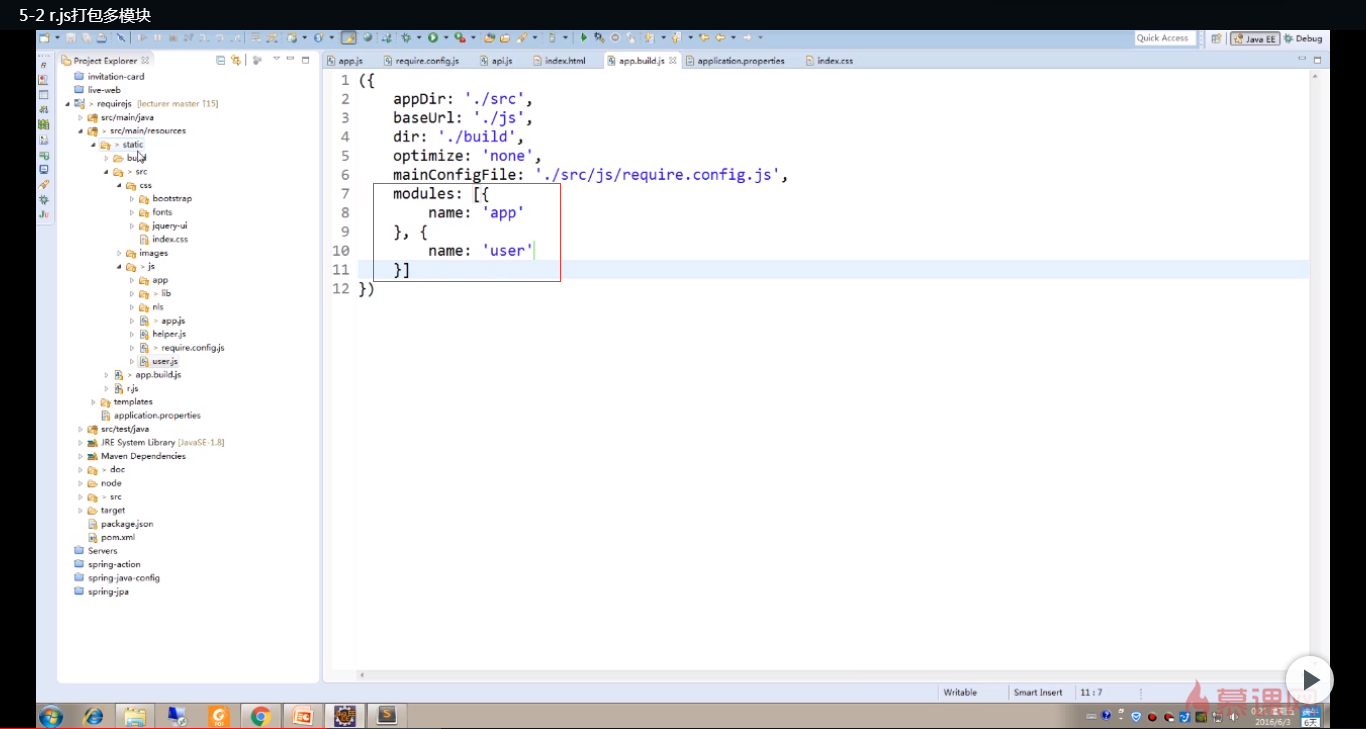 5-2 r.js打包多模块
Quick Access
Java EE
Debug
Project Explorer
app.js
require.config.js
api.js
index.html
app.build.js
application.properties
index.css
invitation-card
live-web
> requirejs [lecturer master ↑15]
src/main/java
> src/main/resources
> static
build
> src
css
bootstrap
fonts
jquery-ui
index.css
images
> js
app
> lib
nls
> app.js
helper.js
> require.config.js
user.js
> app.build.js
r.js
templates
application.properties
src/test/java
JRE System Library [JavaSE-1.8]
Maven Dependencies
> doc
node
> src
target
package.json
pom.xml
Servers
spring-action
spring-java-config
spring-jpa
1 ({
2 appDir: './src',
3 baseUrl: './js',
4 dir: './build',
5 optimize: 'none',
6 mainConfigFile: './src/js/require.config.js',
7 modules: [{
8 name: 'app'
9 }, {
10 name: 'user'
11 }]
12 })
Writable
Smart Insert
11 : 7
慕课网
2016/6/3
6天